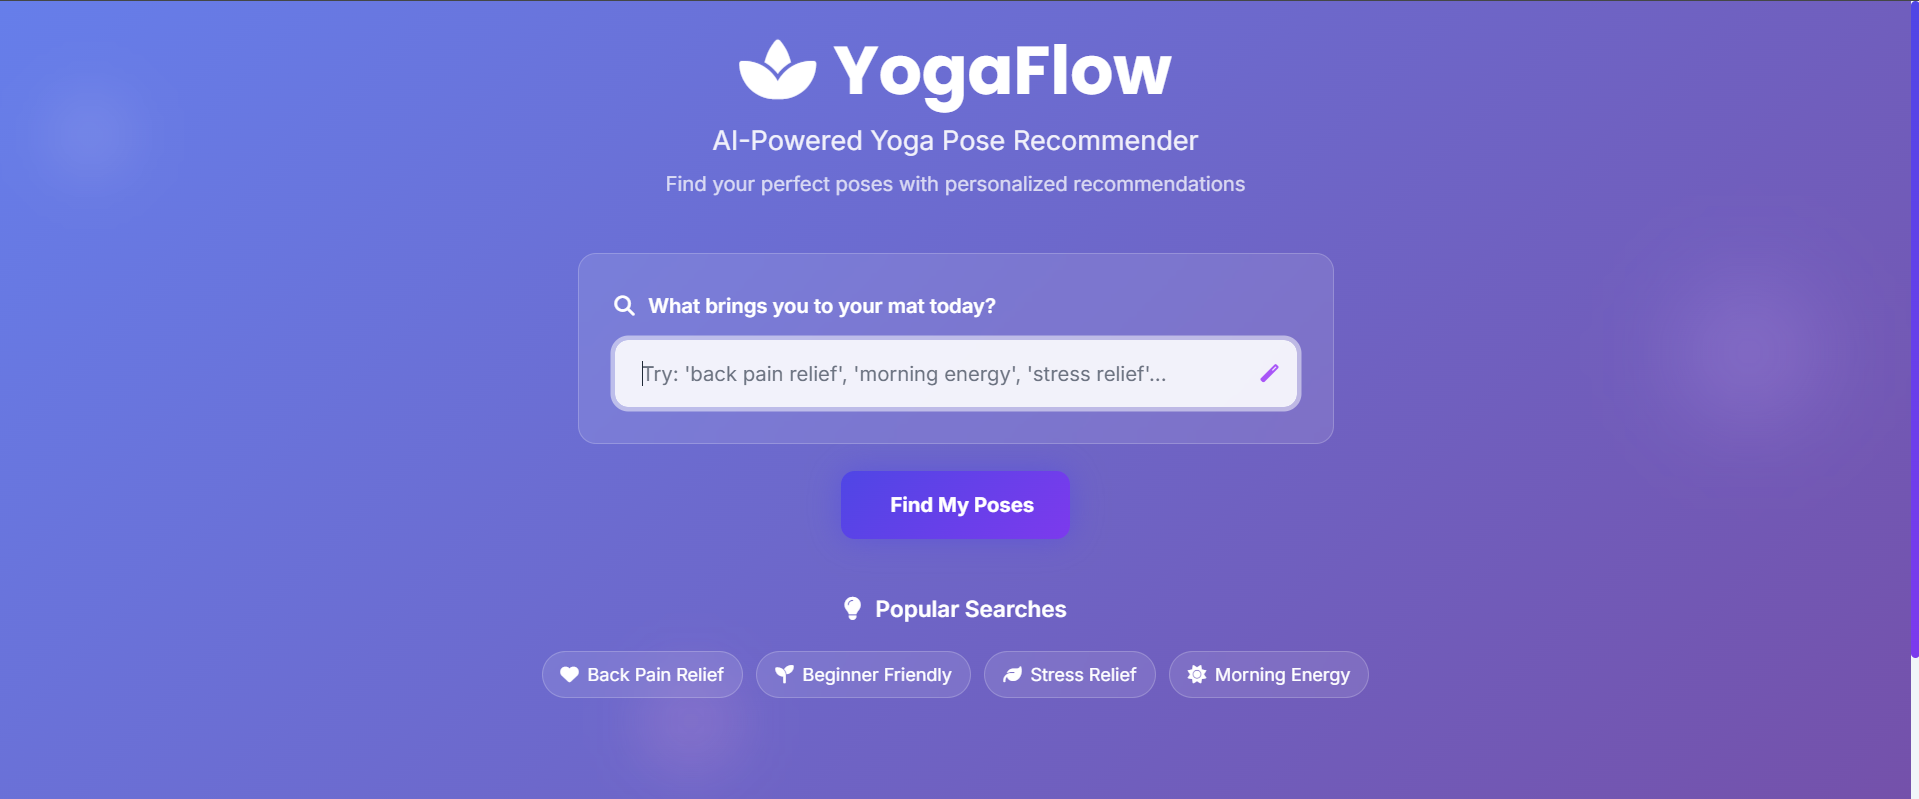 YogaFlow
AI-Powered Yoga Pose Recommender
Find your perfect poses with personalized recommendations
What brings you to your mat today?
Try: 'back pain relief', 'morning energy', 'stress relief'...
Find My Poses
Popular Searches
Back Pain Relief Beginner Friendly Stress Relief Morning Energy